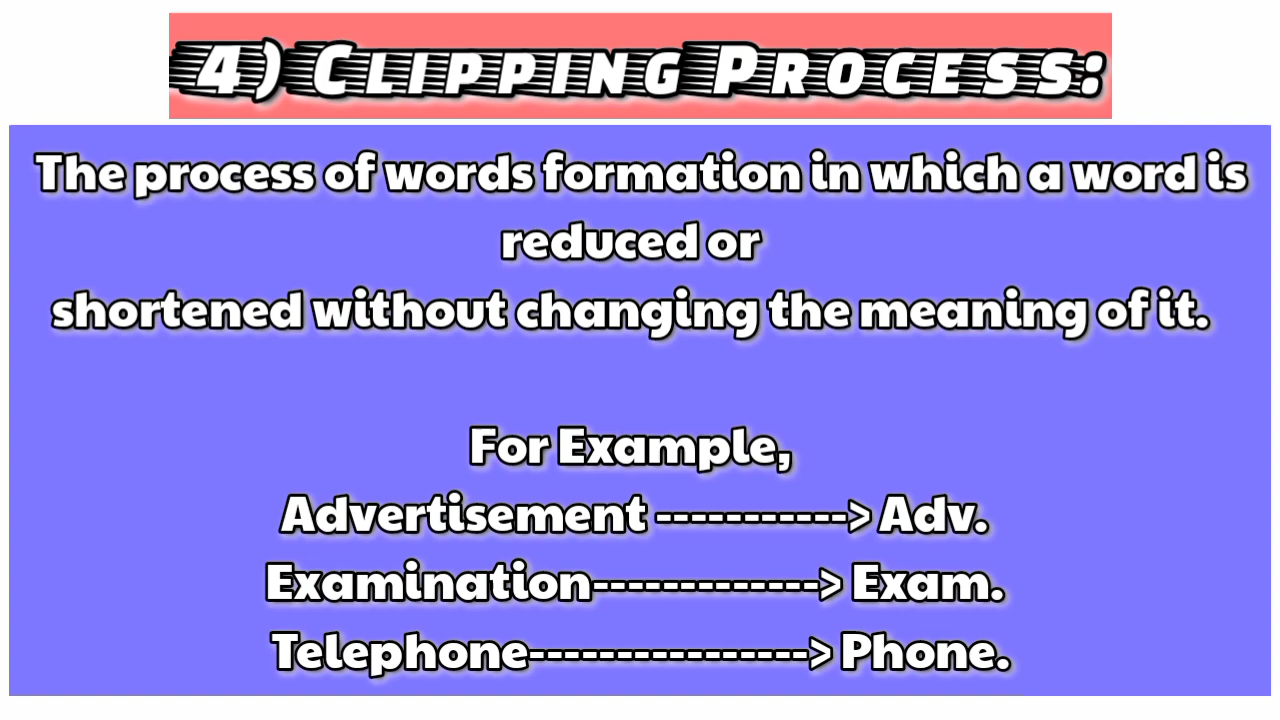 4) Clipping Process:
The process of words formation in which a word is
reduced or
shortened without changing the meaning of it.
For Example,
Advertisement -----------> Adv.
Examination-------------> Exam.
Telephone----------------> Phone.